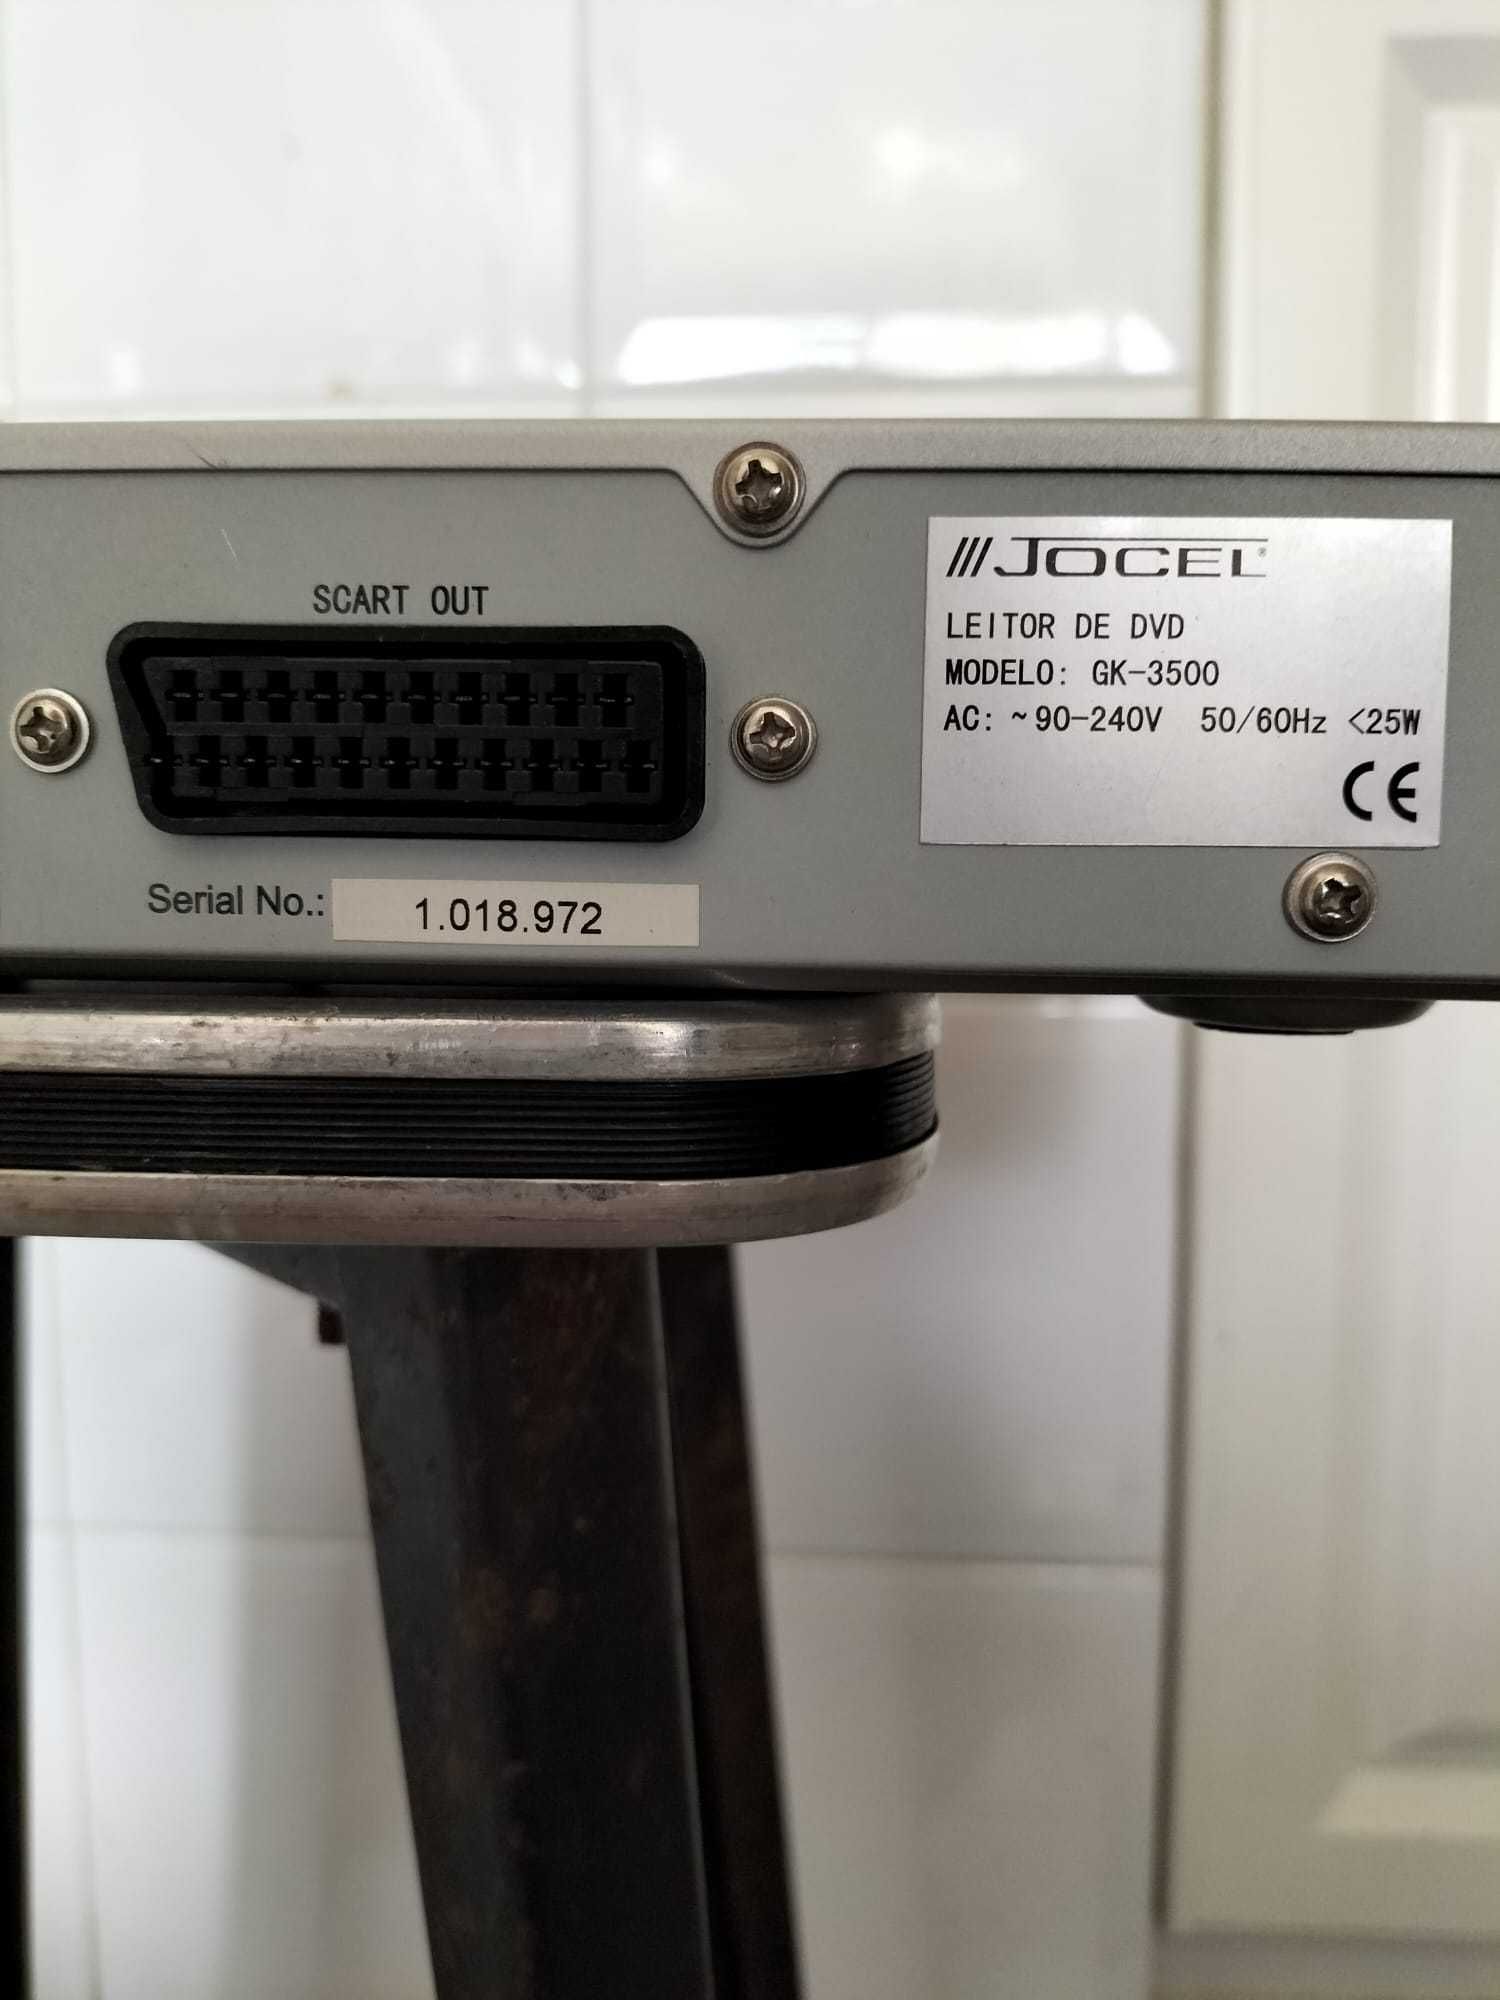 SCART OUT
Serial No.: 1.018.972
JOCEL®
LEITOR DE DVD
MODELO: GK-3500
AC: ~90-240V 50/60Hz <25W
CE